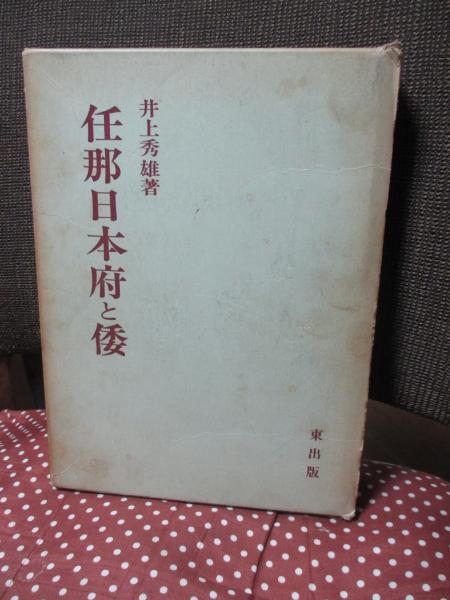 井上秀雄著
任那日本府と倭
東出版